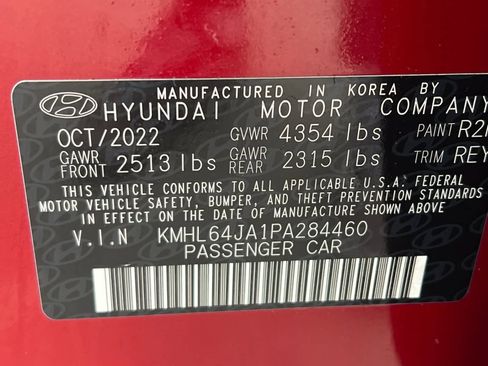 MANUFACTURED IN KOREA BY
HYUNDAI MOTOR COMPANY
OCT/2022 GVWR 4354 lbs PAINT
GAWR FRONT 2513 lbs GAWR REAR 2315 lbs TRIM REY
THIS VEHICLE CONFORMS TO ALL APPLICABLE U.S.A. FEDERAL
MOTOR VEHICLE SAFETY, BUMPER, AND THEFT PREVENTION STANDARDS
IN EFFECT ON THE DATE OF MANUFACTURE SHOWN ABOVE.
V.I.N KMHL64JA1PA284460
PASSENGER CAR